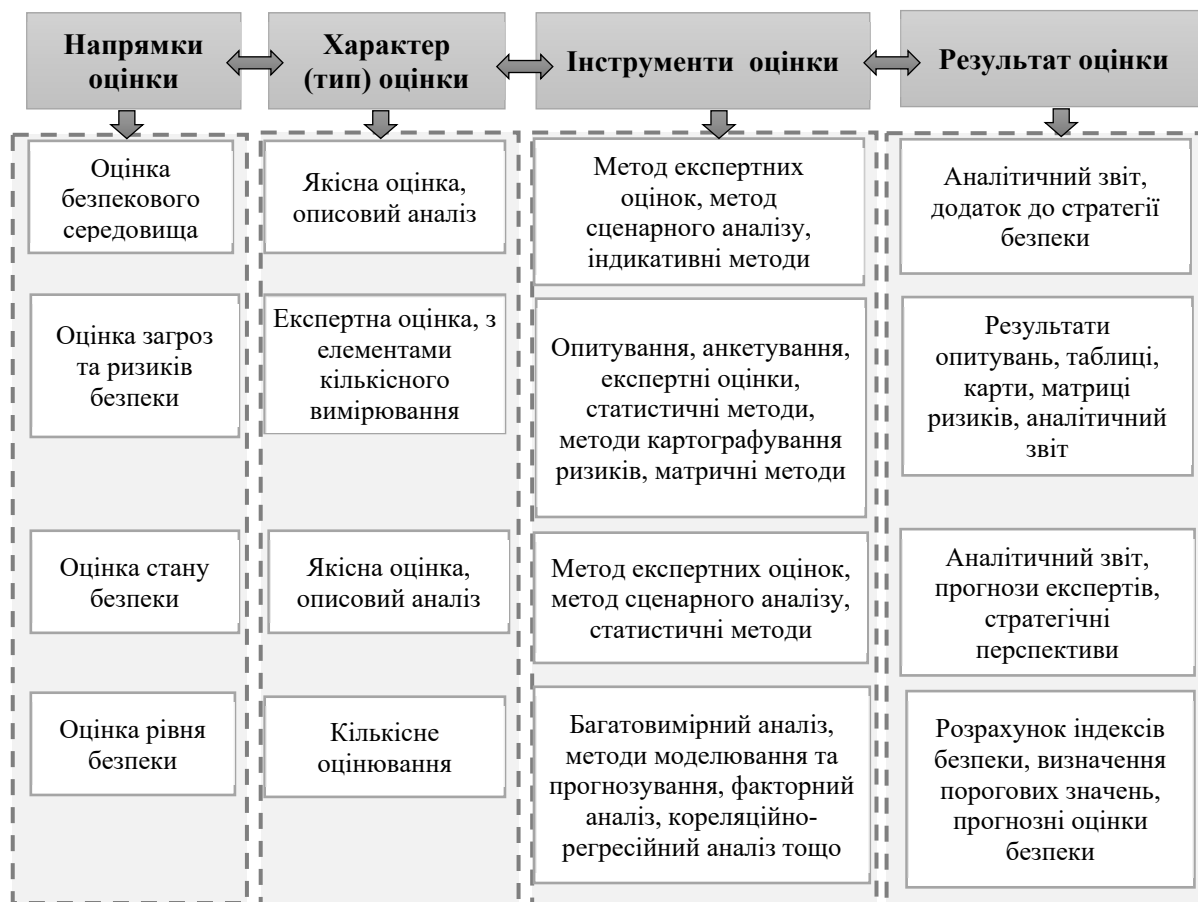 Напрямки
оцінки
Характер
(тип) оцінки
Інструменти оцінки
Результат оцінки
Оцінка
безпекового
середовища
Якісна оцінка,
описовий аналіз
Метод експертних
оцінок, метод
сценарного аналізу,
індикативні методи
Аналітичний звіт,
додаток до стратегії
безпеки
Оцінка загроз
та ризиків
безпеки
Експертна оцінка, з
елементами
кількісного
вимірювання
Опитування, анкетування,
експертні оцінки,
статистичні методи,
методи картографування
ризиків, матричні методи
Результати
опитувань, таблиці,
карти, матриці
ризиків, аналітичний
звіт
Оцінка стану
безпеки
Якісна оцінка,
описовий аналіз
Метод експертних оцінок,
метод сценарного аналізу,
статистичні методи
Аналітичний звіт,
прогнози експертів,
стратегічні
перспективи
Оцінка рівня
безпеки
Кількісне
оцінювання
Багатовимірний аналіз,
методи моделювання та
прогнозування, факторний
аналіз, кореляційно-
регресійний аналіз тощо
Розрахунок індексів
безпеки, визначення
порогових значень,
прогнозні оцінки
безпеки